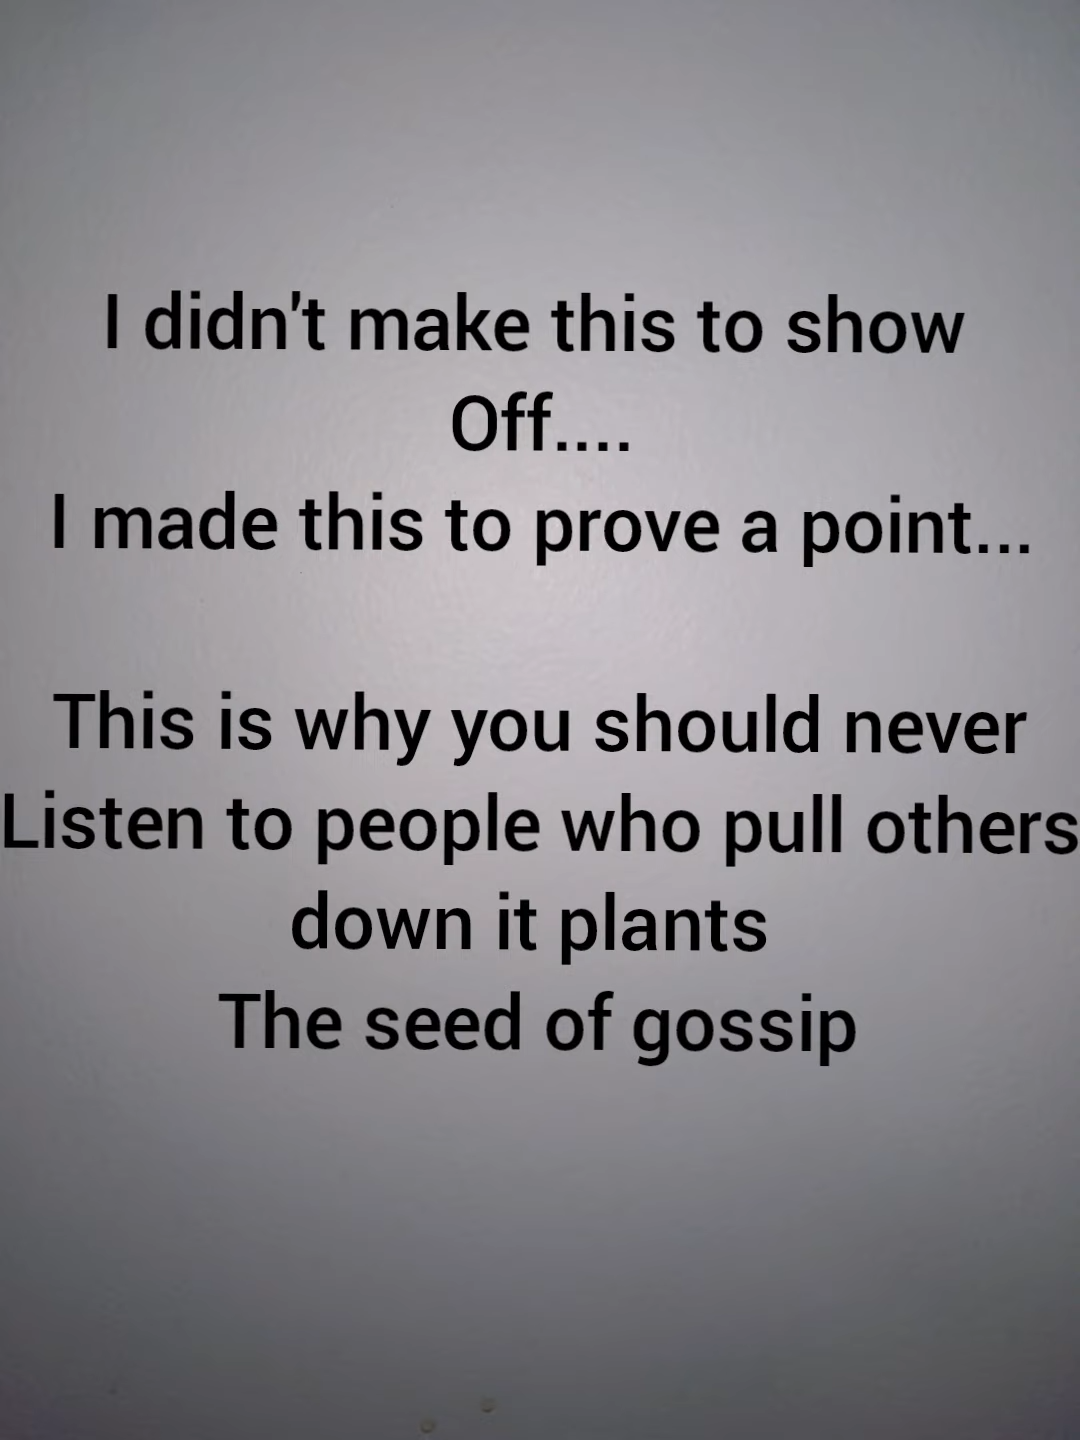 I didn't make this to show
Off....
I made this to prove a point...
This is why you should never
Listen to people who pull others
down it plants
The seed of gossip